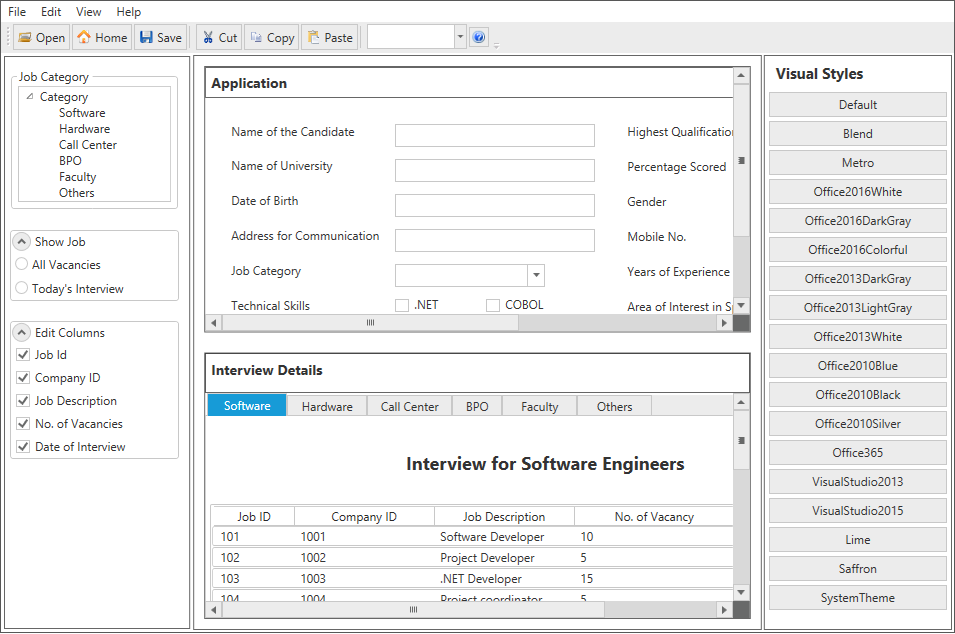 File Edit View Help
Open Home Save Cut Copy Paste
Job Category
Category
Software
Hardware
Call Center
BPO
Faculty
Others
Show Job
All Vacancies
Today's Interview
Edit Columns
Job Id
Company ID
Job Description
No. of Vacancies
Date of Interview
Application
Name of the Candidate
Name of University
Date of Birth
Address for Communication
Job Category
Technical Skills .NET COBOL
Highest Qualification
Percentage Scored
Gender
Mobile No.
Years of Experience
Area of Interest in S
Interview Details
Software Hardware Call Center BPO Faculty Others
Interview for Software Engineers
Job ID Company ID Job Description No. of Vacancy
101 1001 Software Developer 10
102 1002 Project Developer 5
103 1003 .NET Developer 15
104 1004 Project coordinator 5
Visual Styles
Default
Blend
Metro
Office2016White
Office2016DarkGray
Office2016Colorful
Office2013DarkGray
Office2013LightGray
Office2013White
Office2010Blue
Office2010Black
Office2010Silver
Office365
VisualStudio2013
VisualStudio2015
Lime
Saffron
SystemTheme